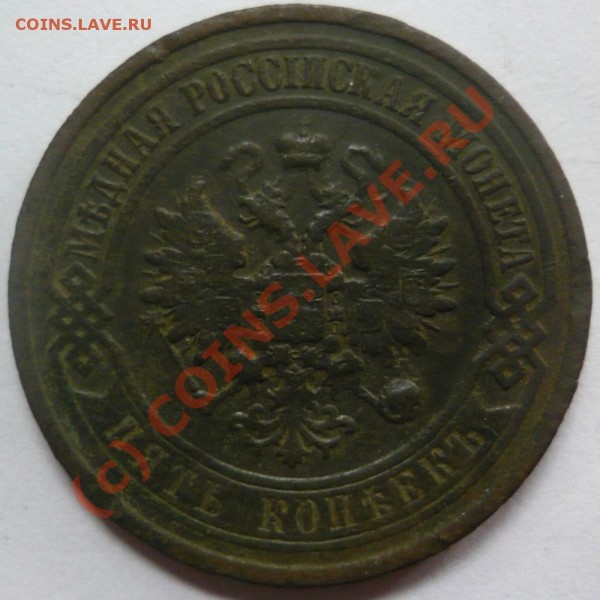 COINS.LAVE.RU
МѢДНАЯ РОССІЙСКАЯ МОНЕТА
ПЯТЬ КОПѢЕКЪ
(c) COINS.LAVE.RU